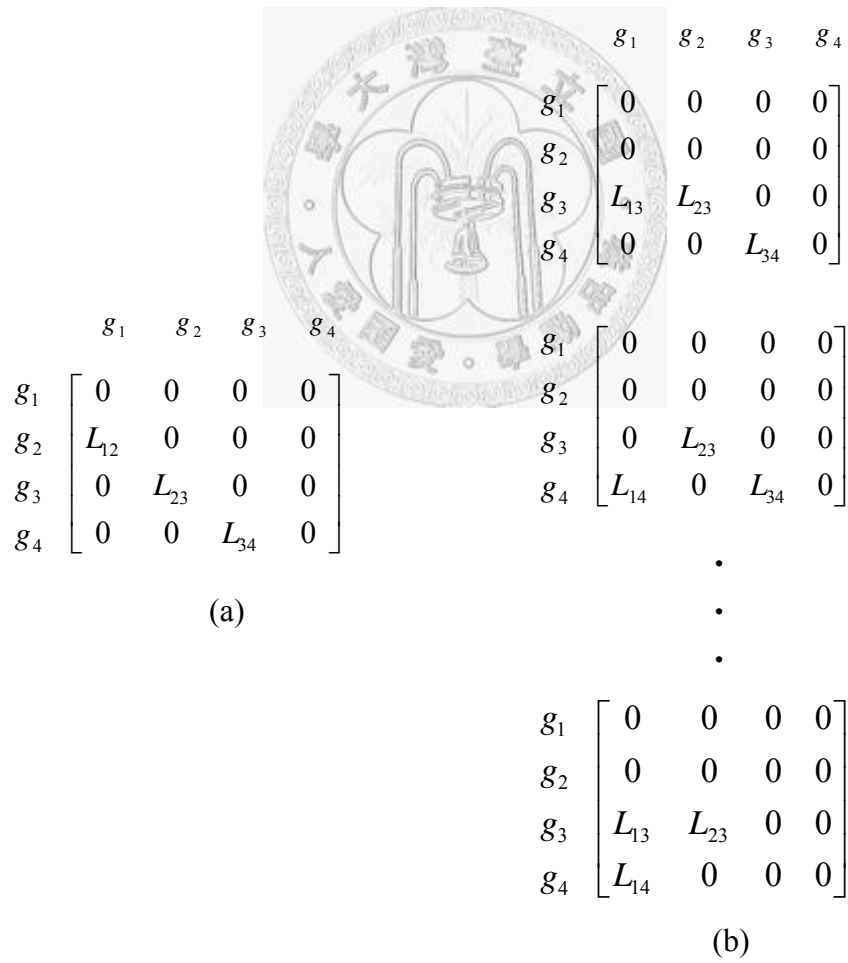 g₁ g₂ g₃ g₄
g₁ [ 0 0 0 0 ]
g₂ [ 0 0 0 0 ]
g₃ [ L₁₃ L₂₃ 0 0 ]
g₄ [ 0 0 L₃₄ 0 ]
g₁ g₂ g₃ g₄
g₁ [ 0 0 0 0 ]
g₂ [ L₁₂ 0 0 0 ]
g₃ [ 0 L₂₃ 0 0 ]
g₄ [ 0 0 L₃₄ 0 ]
(a)
g₁ [ 0 0 0 0 ]
g₂ [ 0 0 0 0 ]
g₃ [ 0 L₂₃ 0 0 ]
g₄ [ L₁₄ 0 L₃₄ 0 ]
.
.
.
g₁ [ 0 0 0 0 ]
g₂ [ 0 0 0 0 ]
g₃ [ L₁₃ L₂₃ 0 0 ]
g₄ [ L₁₄ 0 0 0 ]
(b)